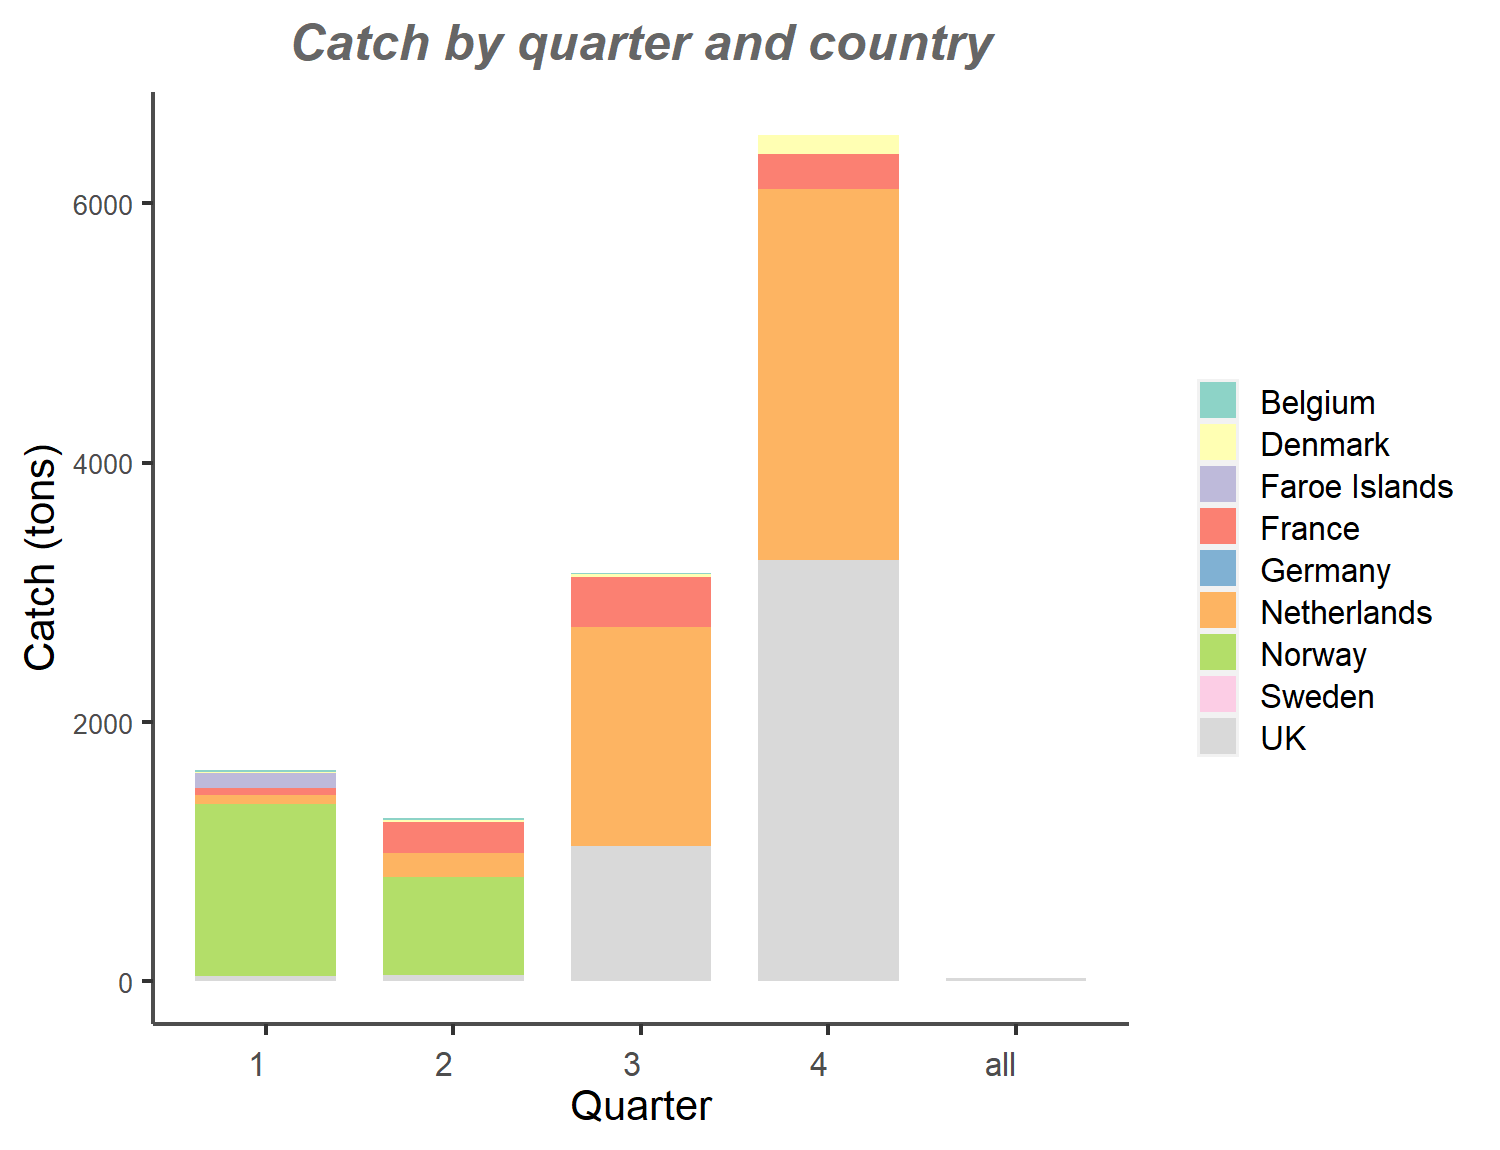 Catch by quarter and country
Catch (tons)
6000
4000
2000
0
1
2
3
4
all
Quarter
Belgium
Denmark
Faroe Islands
France
Germany
Netherlands
Norway
Sweden
UK